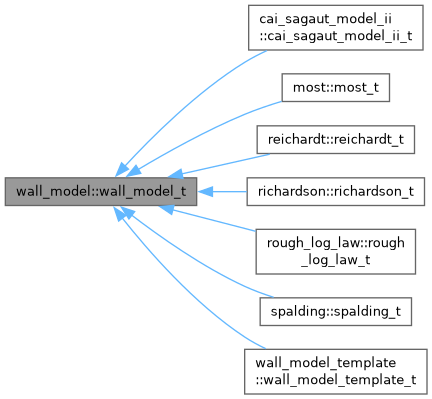 cai_sagaut_model_ii
::cai_sagaut_model_ii_t
most::most_t
reichardt::reichardt_t
wall_model::wall_model_t
richardson::richardson_t
rough_log_law::rough
_log_law_t
spalding::spalding_t
wall_model_template
::wall_model_template_t